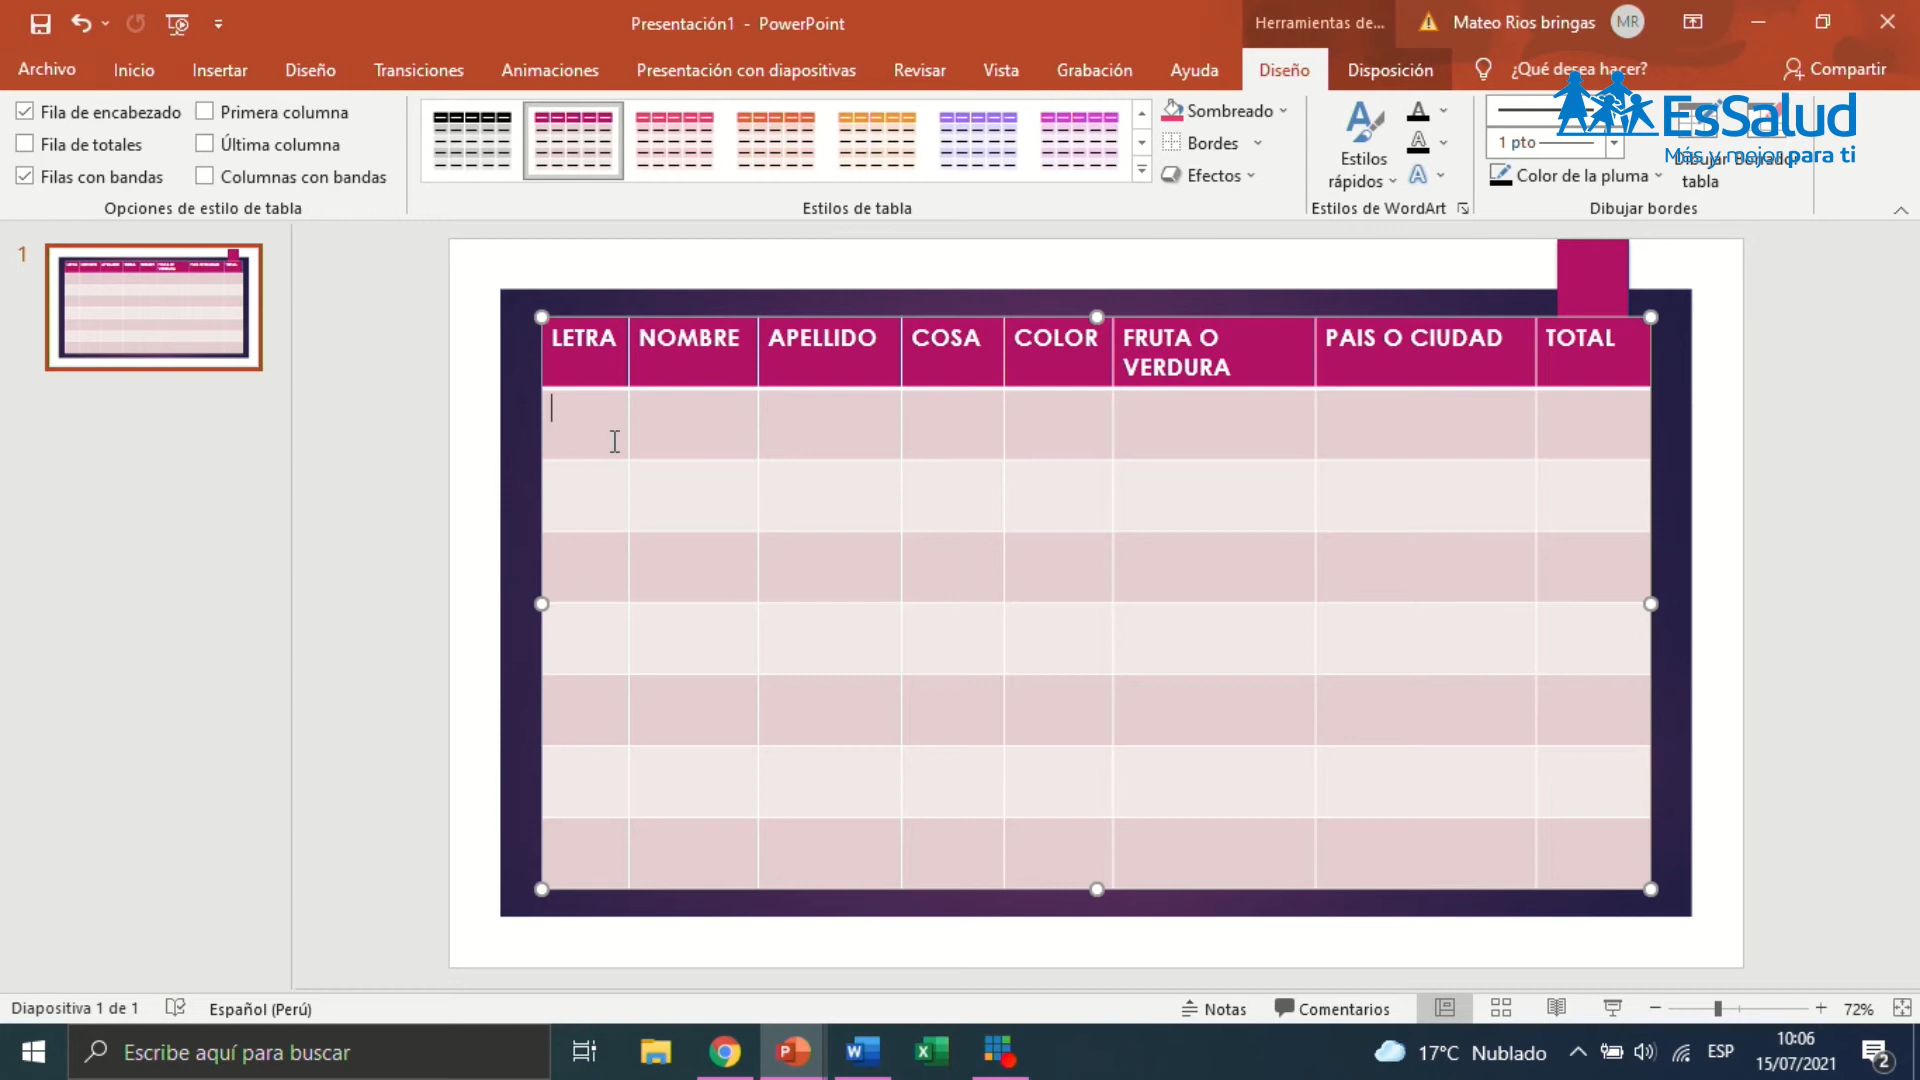 Presentación1 - PowerPoint
Herramientas de...
Mateo Rios bringas
MR
Archivo
Inicio
Insertar
Diseño
Transiciones
Animaciones
Presentación con diapositivas
Revisar
Vista
Grabación
Ayuda
Diseño
Disposición
¿Qué desea hacer?
Compartir
Fila de encabezado
Primera columna
Fila de totales
Última columna
Filas con bandas
Columnas con bandas
Opciones de estilo de tabla
Estilos de tabla
Sombreado
Bordes
Efectos
Estilos
rápidos
Estilos de WordArt
1 pto
Color de la pluma
Dibujar
tabla
Borrador
Dibujar bordes
EsSalud
Más y mejor para ti
1
LETRA
NOMBRE
APELLIDO
COSA
COLOR
FRUTA O
VERDURA
PAIS O CIUDAD
TOTAL
Diapositiva 1 de 1
Español (Perú)
Notas
Comentarios
72%
Escribe aquí para buscar
17°C Nublado
ESP
10:06
15/07/2021
2